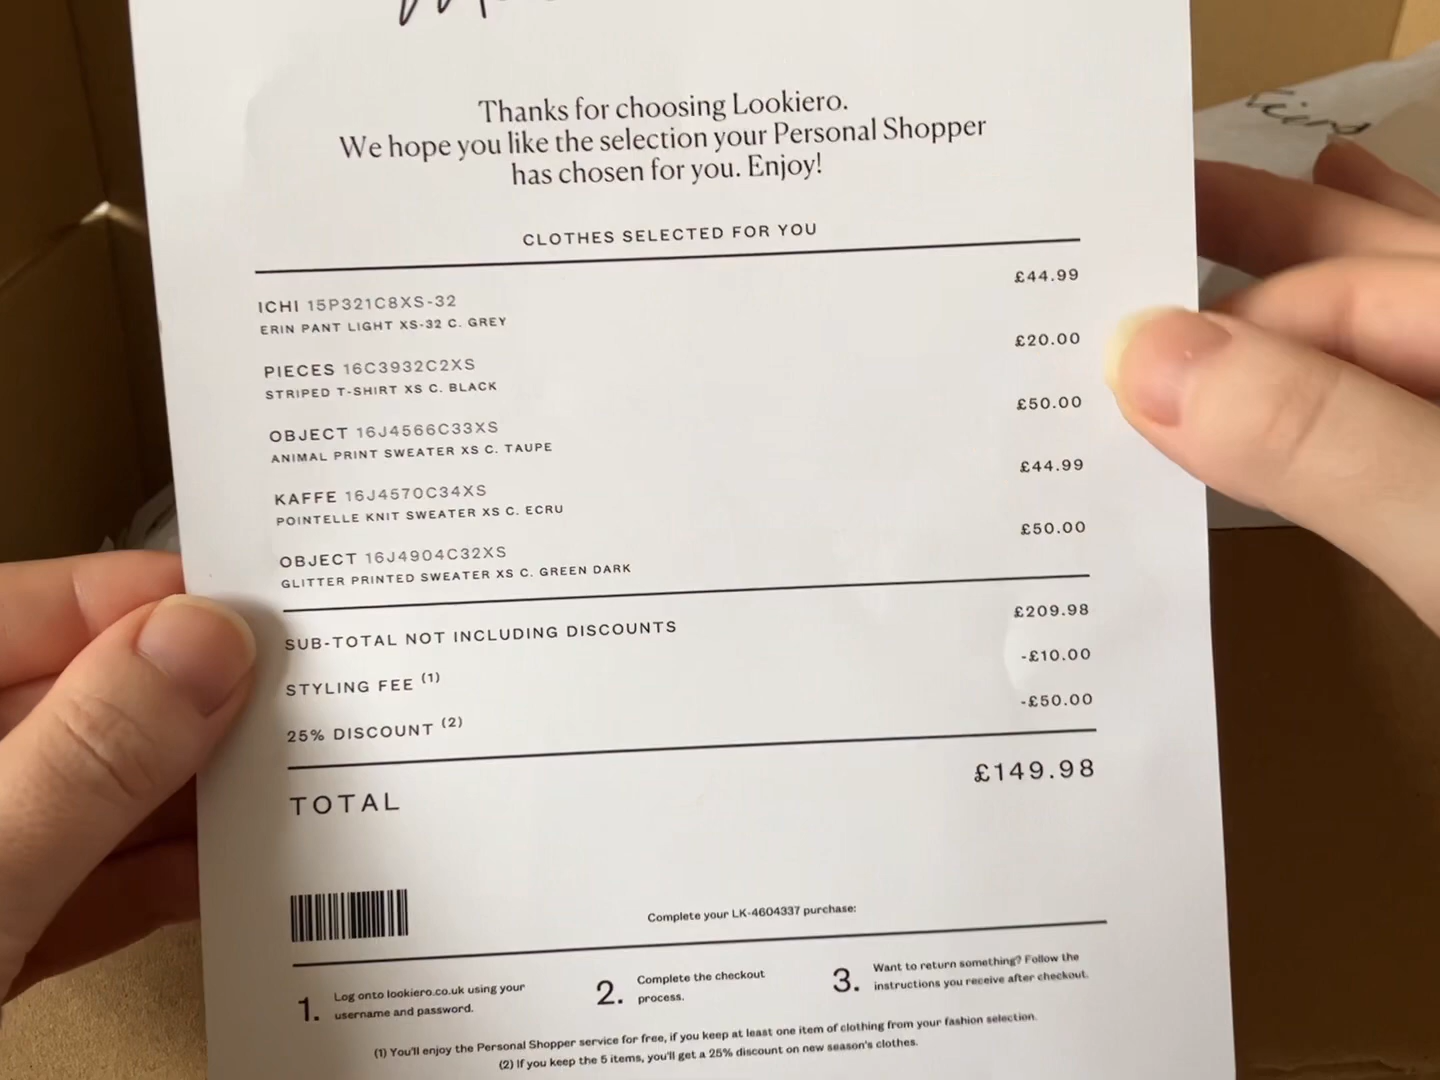 Thanks for choosing Lookiero.
We hope you like the selection your Personal Shopper
has chosen for you. Enjoy!
CLOTHES SELECTED FOR YOU
ICHI 15P321C8XS-32 £44.99
ERIN PANT LIGHT XS-32 C. GREY
PIECES 16C3932C2XS £20.00
STRIPED T-SHIRT XS C. BLACK
OBJECT 16J4566C33XS £50.00
ANIMAL PRINT SWEATER XS C. TAUPE
KAFFE 16J4570C34XS £44.99
POINTELLE KNIT SWEATER XS C. ECRU
OBJECT 16J4904C32XS £50.00
GLITTER PRINTED SWEATER XS C. GREEN DARK
SUB-TOTAL NOT INCLUDING DISCOUNTS £209.98
STYLING FEE (1) -£10.00
25% DISCOUNT (2) -£50.00
TOTAL £149.98
Complete your LK-4604337 purchase:
1. Log onto lookiero.co.uk using your
username and password.
2. Complete the checkout
process.
3. Want to return something? Follow the
instructions you receive after checkout.
(1) You'll enjoy the Personal Shopper service for free, if you keep at least one item of clothing from your fashion selection.
(2) If you keep the 5 items, you'll get a 25% discount on new season's clothes.